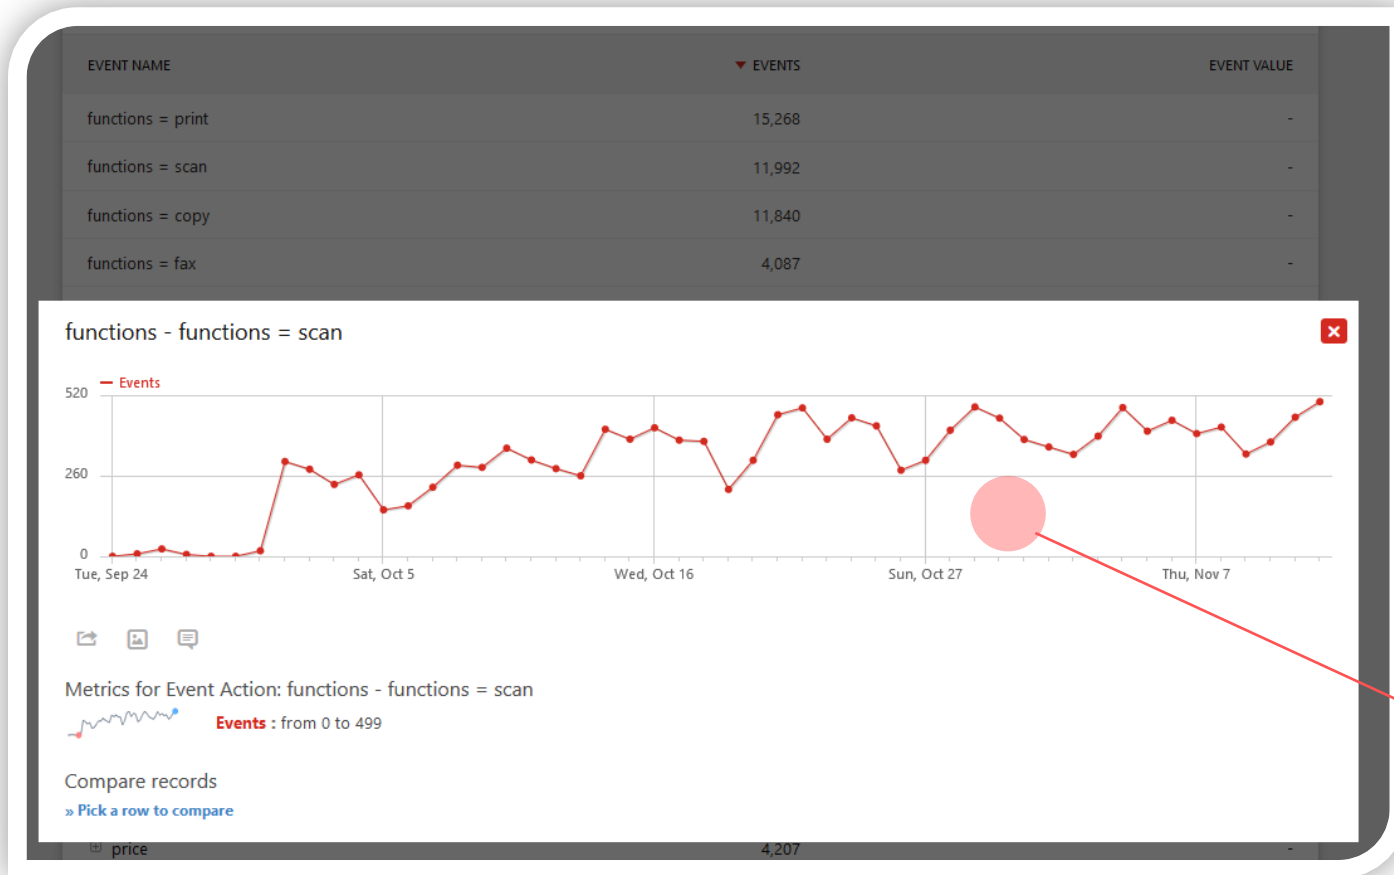 EVENT NAME ▼ EVENTS EVENT VALUE
functions = print 15,268 -
functions = scan 11,992 -
functions = copy 11,840 -
functions = fax 4,087 -
functions - functions = scan
Events
520
260
0
Tue, Sep 24 Sat, Oct 5 Wed, Oct 16 Sun, Oct 27 Thu, Nov 7
Metrics for Event Action: functions - functions = scan
Events : from 0 to 499
Compare records
» Pick a row to compare
price 4,207 -